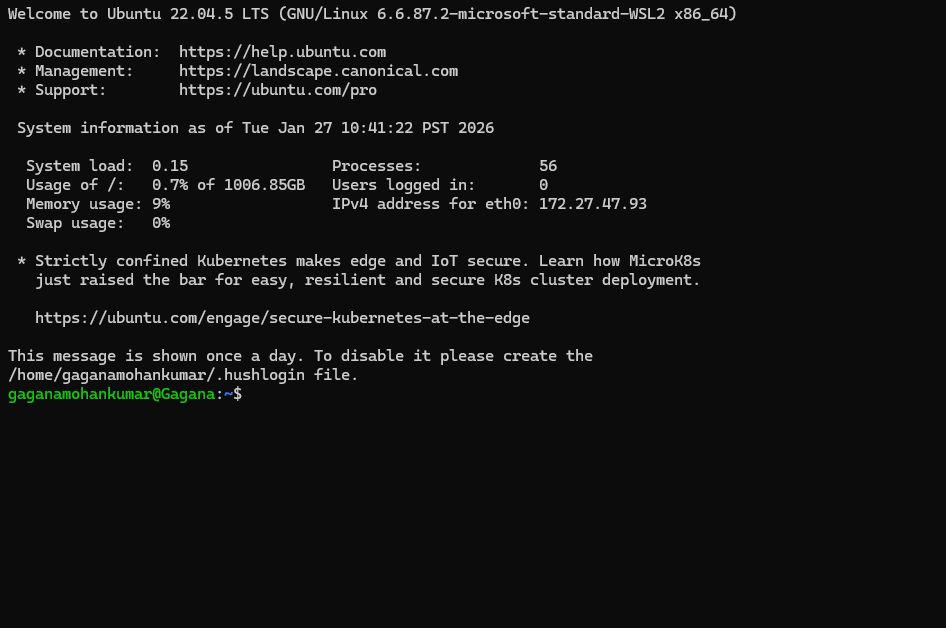 Welcome to Ubuntu 22.04.5 LTS (GNU/Linux 6.6.87.2-microsoft-standard-WSL2 x86_64)
* Documentation: https://help.ubuntu.com
* Management: https://landscape.canonical.com
* Support: https://ubuntu.com/pro
System information as of Tue Jan 27 10:41:22 PST 2026
System load: 0.15 Processes: 56
Usage of /: 0.7% of 1006.85GB Users logged in: 0
Memory usage: 9% IPv4 address for eth0: 172.27.47.93
Swap usage: 0%
* Strictly confined Kubernetes makes edge and IoT secure. Learn how MicroK8s
just raised the bar for easy, resilient and secure K8s cluster deployment.
https://ubuntu.com/engage/secure-kubernetes-at-the-edge
This message is shown once a day. To disable it please create the
/home/gaganamohankumar/.hushlogin file.
gaganamohankumar@Gagana:~$